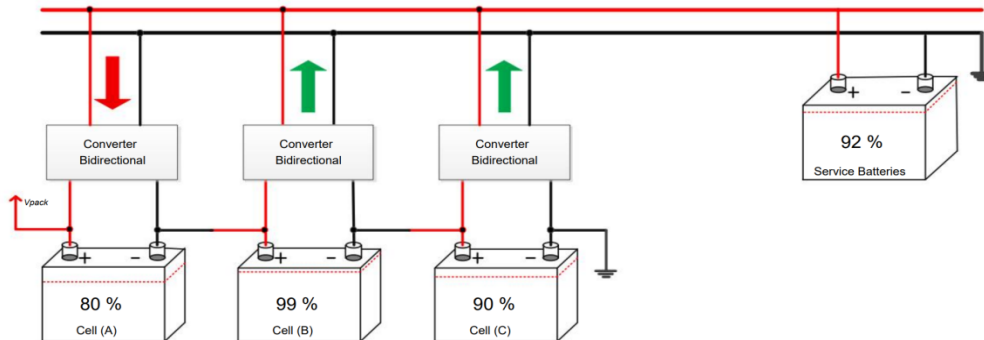 Converter
Bidirectional
Converter
Bidirectional
Converter
Bidirectional
+ -
92 %
Service Batteries
Vpack
+ -
80 %
Cell (A)
+ -
99 %
Cell (B)
+ -
90 %
Cell (C)